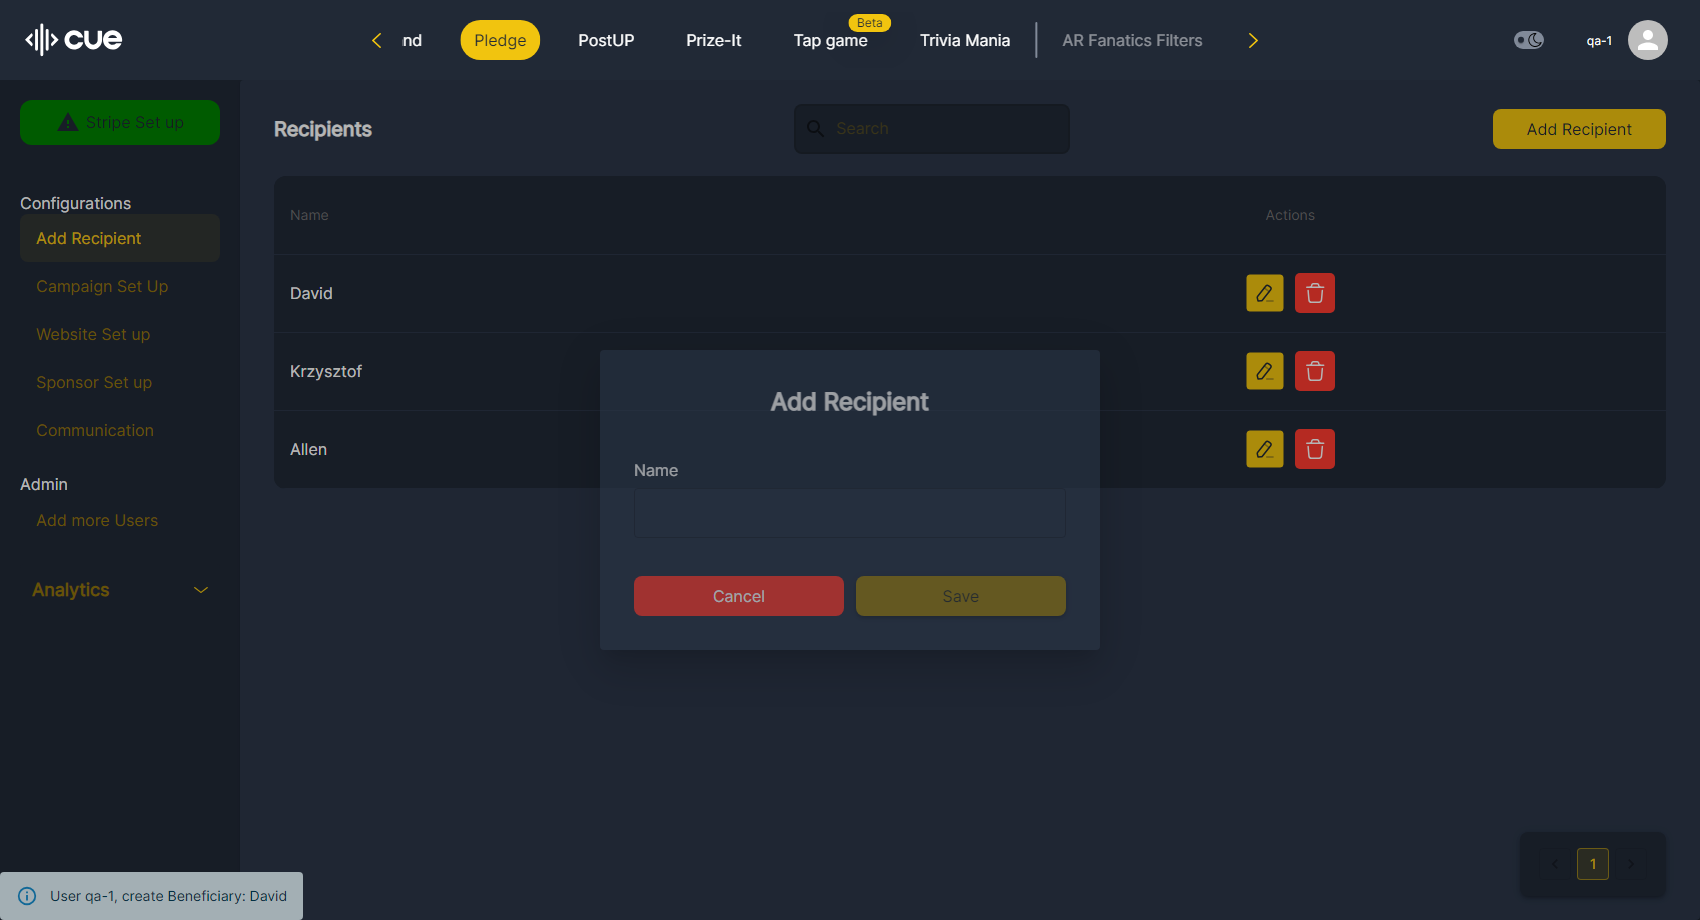 cue
nd
Pledge
PostUP
Prize-It
Tap game
Beta
Trivia Mania
AR Fanatics Filters
qa-1
Stripe Set up
Configurations
Add Recipient
Campaign Set Up
Website Set up
Sponsor Set up
Communication
Admin
Add more Users
Analytics
Recipients
Search
Add Recipient
Name
Actions
David
Krzysztof
Allen
Add Recipient
Name
Cancel
Save
1
User qa-1, create Beneficiary: David